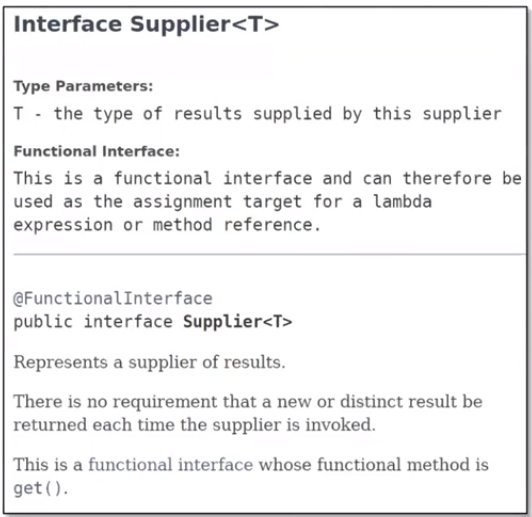 Interface Supplier<T>
Type Parameters:
T - the type of results supplied by this supplier
Functional Interface:
This is a functional interface and can therefore be
used as the assignment target for a lambda
expression or method reference.
@FunctionalInterface
public interface Supplier<T>
Represents a supplier of results.
There is no requirement that a new or distinct result be
returned each time the supplier is invoked.
This is a functional interface whose functional method is
get().